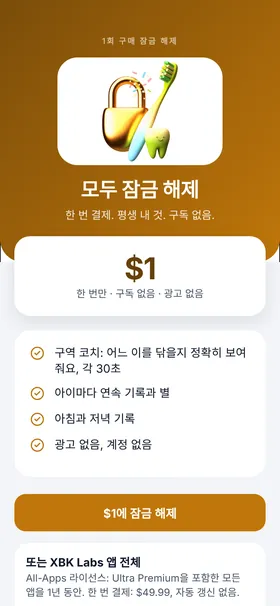 1회 구매 잠금 해제
모두 잠금 해제
한 번 결제. 평생 내 것. 구독 없음.
$1
한 번만 · 구독 없음 · 광고 없음
구역 코치: 어느 이를 닦을지 정확히 보여
줘요, 각 30초
아이마다 연속 기록과 별
아침과 저녁 기록
광고 없음, 계정 없음
$1에 잠금 해제
또는 XBK Labs 앱 전체
All-Apps 라이선스: Ultra Premium을 포함한 모든
앱을 1년 동안. 한 번 결제: $49.99, 자동 갱신 없음.